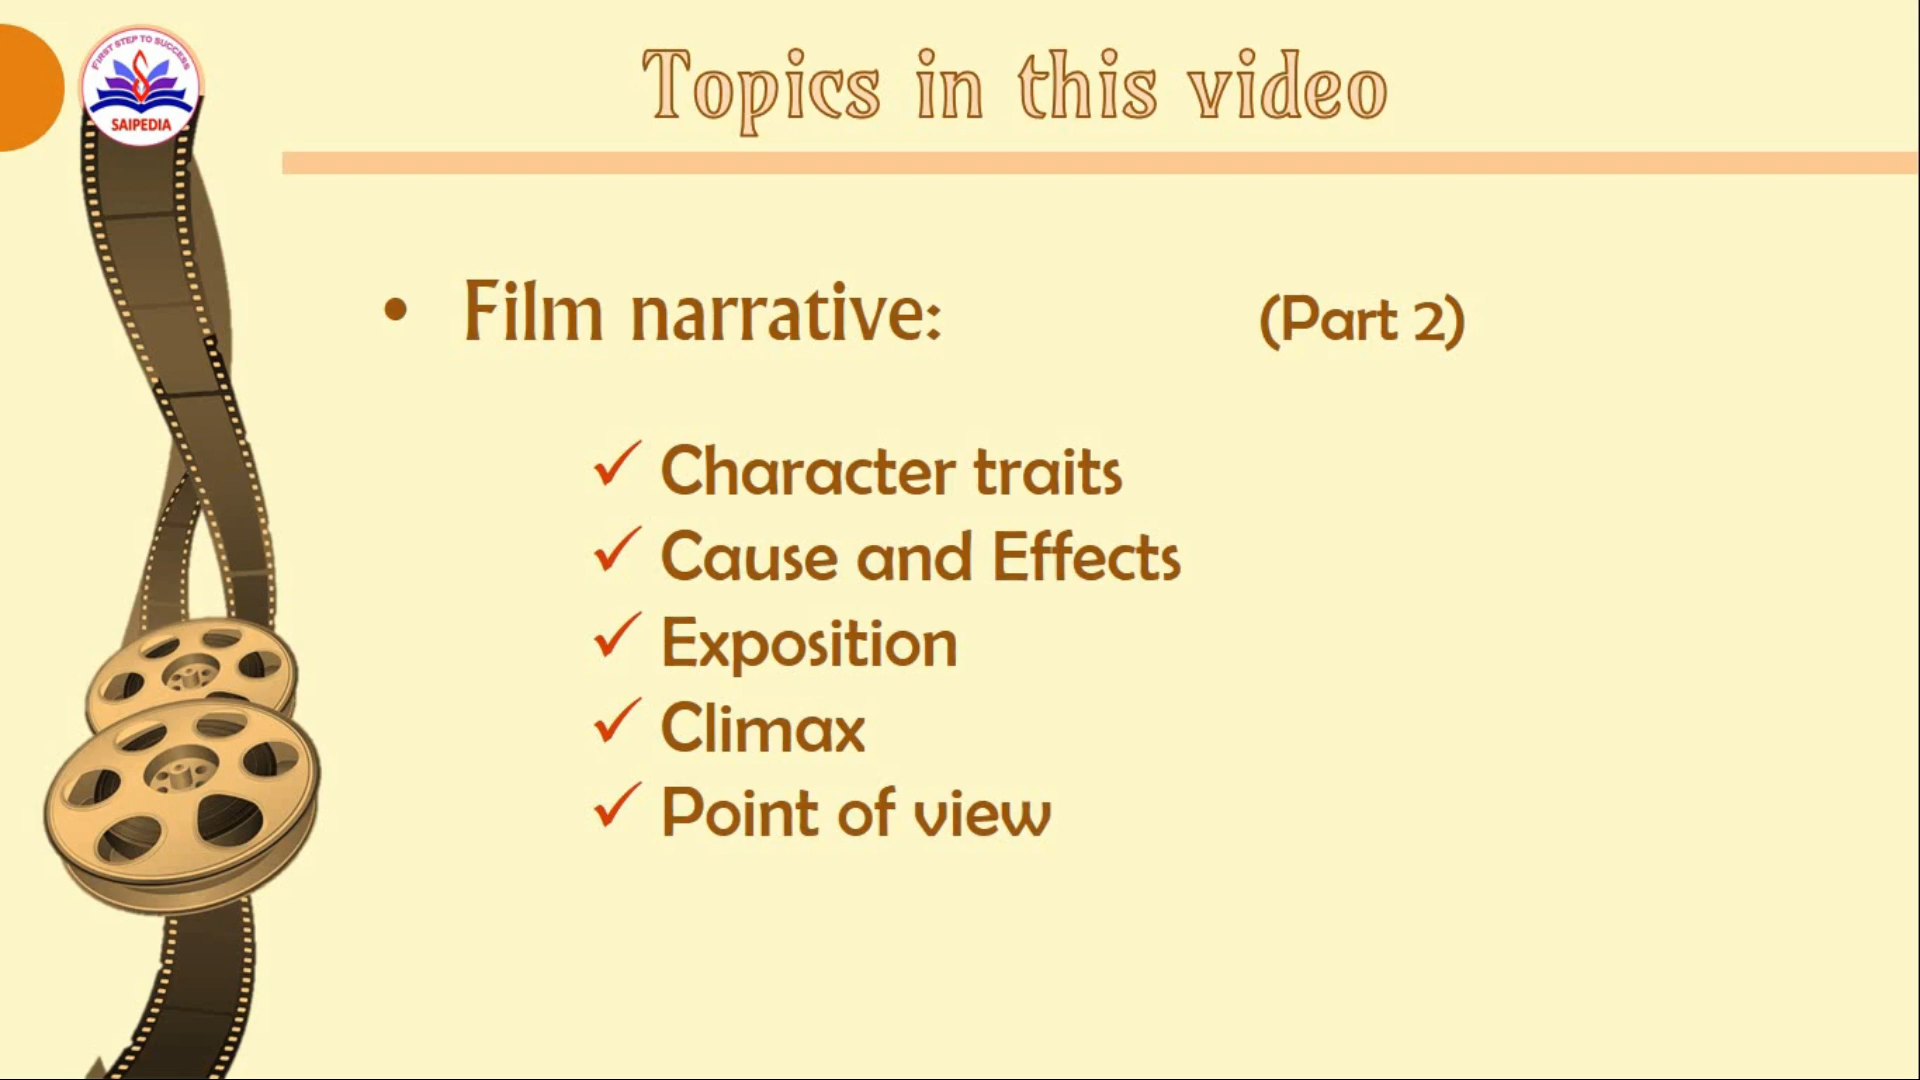 FIRST STEP TO SUCCESS
SAIPEDIA
Topics in this video
• Film narrative: (Part 2)
✓ Character traits
✓ Cause and Effects
✓ Exposition
✓ Climax
✓ Point of view